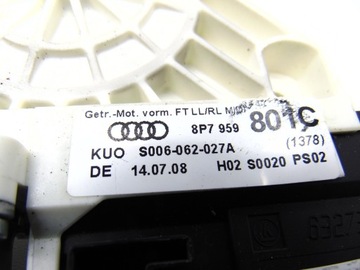 Getr.-Mot. vorm. FT LL/RL
8P7 959 801C
KUO S006-062-027A (1378)
DE 14.07.08 H02 S0020 PS02